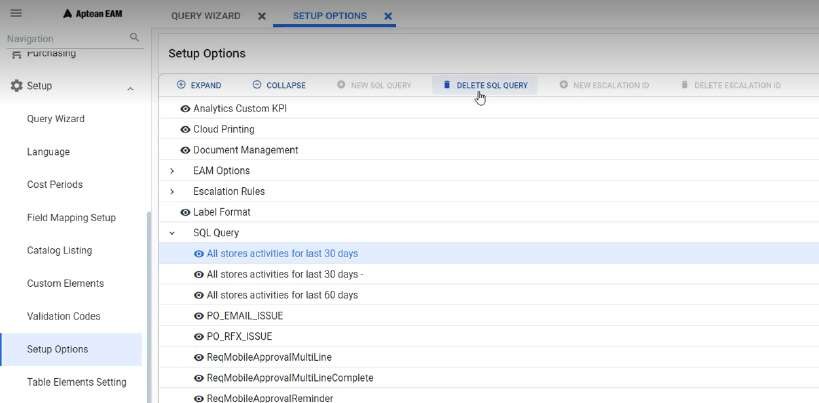 Aptean EAM
QUERY WIZARD
SETUP OPTIONS
Navigation
Purchasing
Setup
Query Wizard
Language
Cost Periods
Field Mapping Setup
Catalog Listing
Custom Elements
Validation Codes
Setup Options
Table Elements Setting
Setup Options
EXPAND
COLLAPSE
NEW SQL QUERY
DELETE SQL QUERY
NEW ESCALATION ID
DELETE ESCALATION ID
Analytics Custom KPI
Cloud Printing
Document Management
EAM Options
Escalation Rules
Label Format
SQL Query
All stores activities for last 30 days
All stores activities for last 30 days -
All stores activities for last 60 days
PO_EMAIL_ISSUE
PO_RFX_ISSUE
ReqMobileApprovalMultiLine
ReqMobileApprovalMultiLineComplete
ReqMobileApprovalReminder